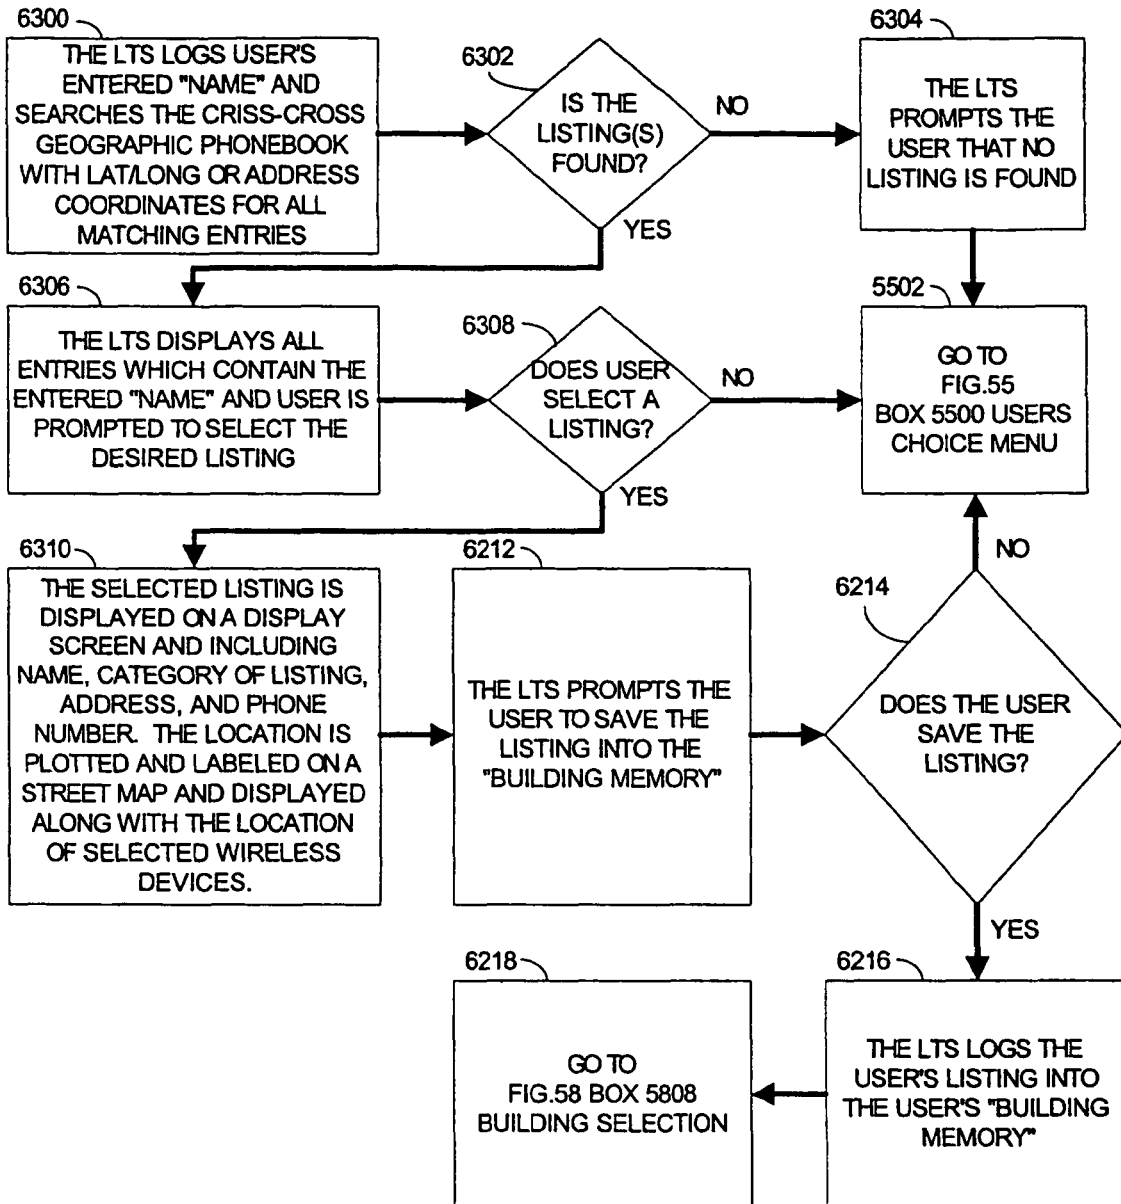 6300
THE LTS LOGS USER'S
ENTERED "NAME" AND
SEARCHES THE CRISS-CROSS
GEOGRAPHIC PHONEBOOK
WITH LAT/LONG OR ADDRESS
COORDINATES FOR ALL
MATCHING ENTRIES
6302
IS THE
LISTING(S)
FOUND?
NO
YES
6304
THE LTS
PROMPTS THE
USER THAT NO
LISTING IS FOUND
6306
THE LTS DISPLAYS ALL
ENTRIES WHICH CONTAIN THE
ENTERED "NAME" AND USER IS
PROMPTED TO SELECT THE
DESIRED LISTING
6308
DOES USER
SELECT A
LISTING?
NO
YES
5502
GO TO
FIG.55
BOX 5500 USERS
CHOICE MENU
6310
THE SELECTED LISTING IS
DISPLAYED ON A DISPLAY
SCREEN AND INCLUDING
NAME, CATEGORY OF LISTING,
ADDRESS, AND PHONE
NUMBER. THE LOCATION IS
PLOTTED AND LABELED ON A
STREET MAP AND DISPLAYED
ALONG WITH THE LOCATION
OF SELECTED WIRELESS
DEVICES.
6212
THE LTS PROMPTS THE
USER TO SAVE THE
LISTING INTO THE
"BUILDING MEMORY"
6214
DOES THE USER
SAVE THE
LISTING?
NO
YES
6216
THE LTS LOGS THE
USER'S LISTING INTO
THE USER'S "BUILDING
MEMORY"
6218
GO TO
FIG.58 BOX 5808
BUILDING SELECTION